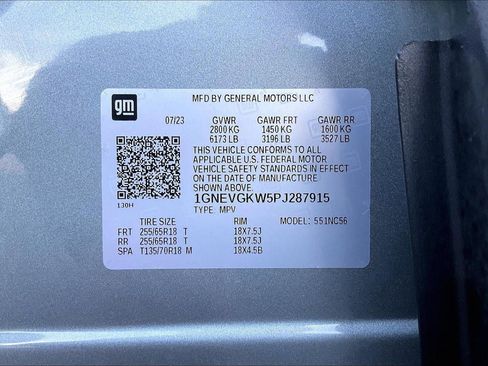 gm
MFD BY GENERAL MOTORS LLC
07/23 GVWR GAWR FRT GAWR RR
2800 KG 1450 KG 1600 KG
6173 LB 3196 LB 3527 LB
THIS VEHICLE CONFORMS TO ALL
APPLICABLE U.S. FEDERAL MOTOR
VEHICLE SAFETY STANDARDS IN EFFECT
ON THE DATE OF MANUFACTURE
SHOWN ABOVE.
1GNEVGKW5PJ287915
130H TYPE: MPV
TIRE SIZE RIM MODEL: 551NC56
FRT 255/65R18 T 18X7.5J
RR 255/65R18 T 18X7.5J
SPA T135/70R18 M 18X4.5B